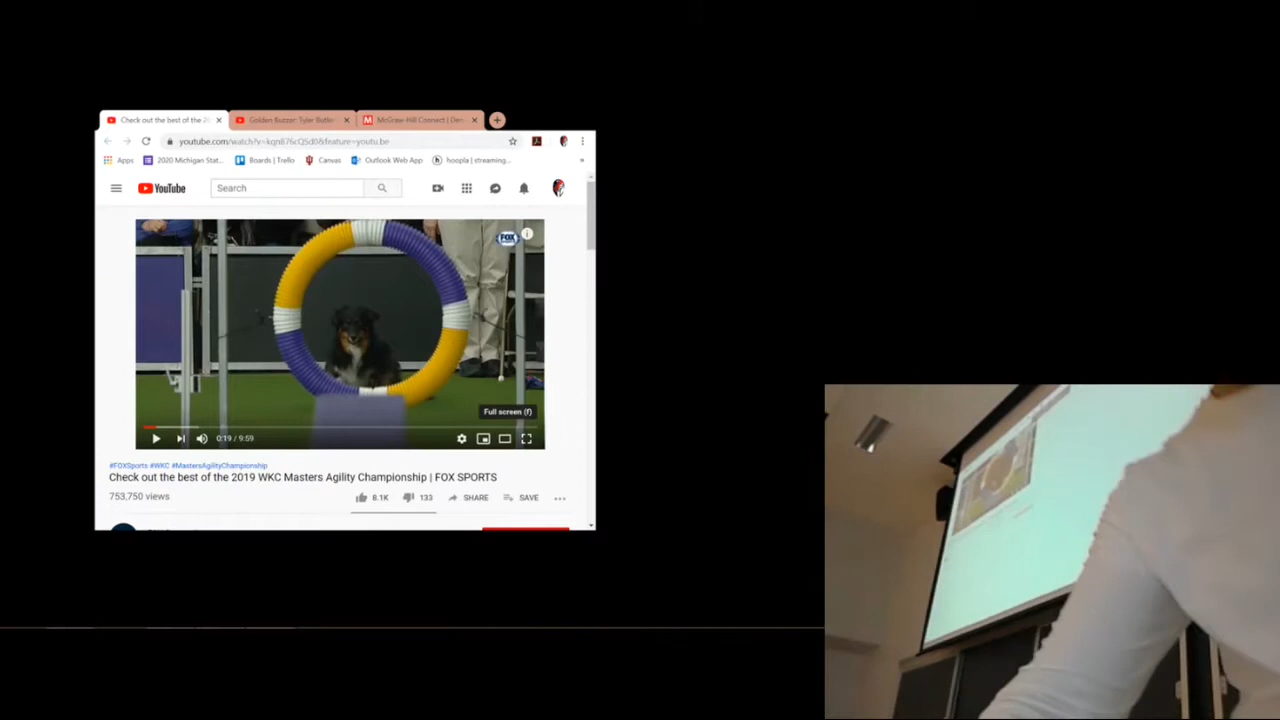 Check out the best of the 2
Golden Buzzer: Tyler Butler
McGraw-Hill Connect | Den
youtube.com/watch?v=kqn876cQSd0&feature=youtu.be
Apps
2020 Michigan Stat...
Boards | Trello
Canvas
Outlook Web App
hoopla | streaming...
»
YouTube
Search
FOX
SPORTS
Full screen (f)
0:19 / 9:59
#FOXSports #WKC #MastersAgilityChampionship
Check out the best of the 2019 WKC Masters Agility Championship | FOX SPORTS
753,750 views
8.1K
133
SHARE
SAVE